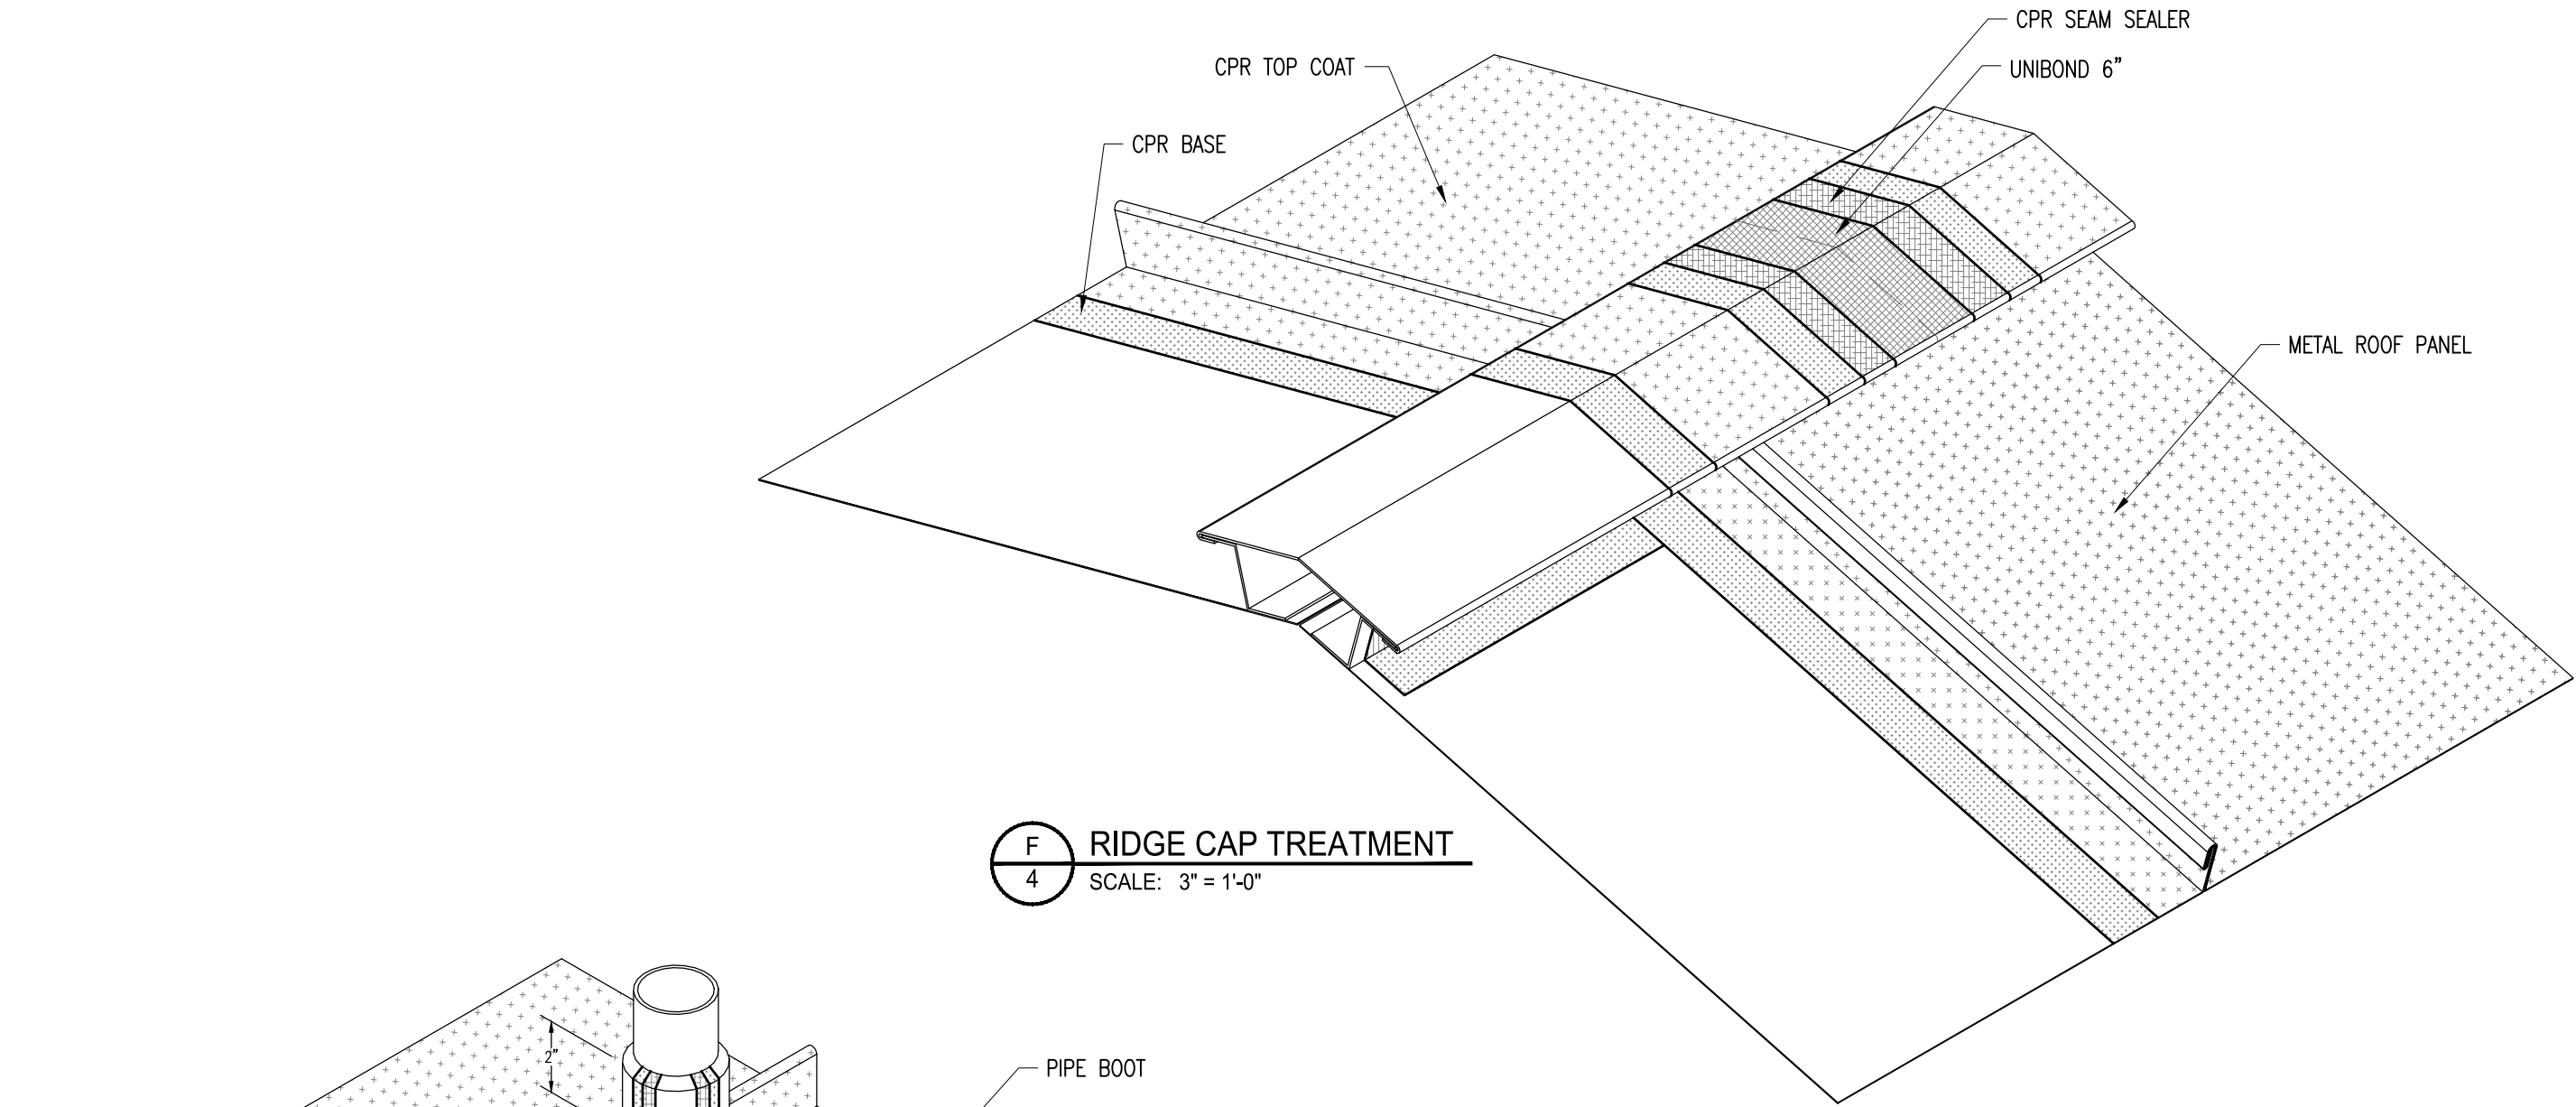 CPR SEAM SEALER
CPR TOP COAT
UNIBOND 6”
CPR BASE
METAL ROOF PANEL
F
4
RIDGE CAP TREATMENT
SCALE: 3" = 1'-0"
2”
PIPE BOOT